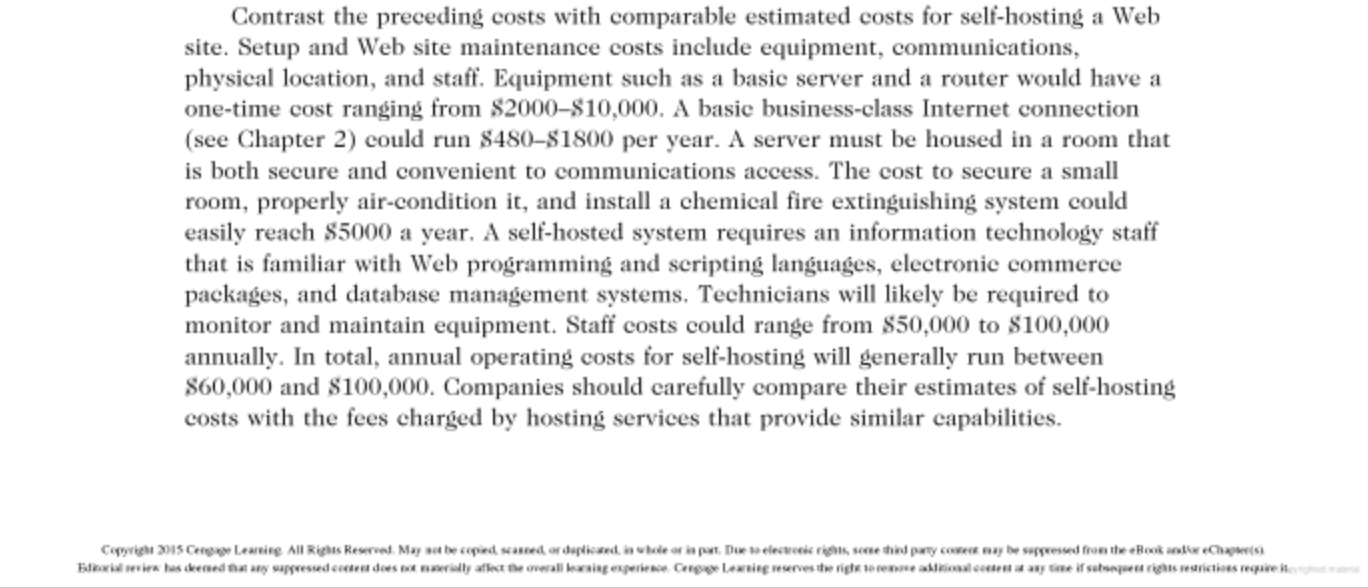 Contrast the preceding costs with comparable estimated costs for self-hosting a Web
site. Setup and Web site maintenance costs include equipment, communications,
physical location, and staff. Equipment such as a basic server and a router would have a
one-time cost ranging from $2000–$10,000. A basic business-class Internet connection
(see Chapter 2) could run $480–$1800 per year. A server must be housed in a room that
is both secure and convenient to communications access. The cost to secure a small
room, properly air-condition it, and install a chemical fire extinguishing system could
easily reach $5000 a year. A self-hosted system requires an information technology staff
that is familiar with Web programming and scripting languages, electronic commerce
packages, and database management systems. Technicians will likely be required to
monitor and maintain equipment. Staff costs could range from $50,000 to $100,000
annually. In total, annual operating costs for self-hosting will generally run between
$60,000 and $100,000. Companies should carefully compare their estimates of self-hosting
costs with the fees charged by hosting services that provide similar capabilities.
Copyright 2015 Cengage Learning. All Rights Reserved. May not be copied, scanned, or duplicated, in whole or in part. Due to electronic rights, some third party content may be suppressed from the eBook and/or eChapter(s).
Editorial review has deemed that any suppressed content does not materially affect the overall learning experience. Cengage Learning reserves the right to remove additional content at any time if subsequent rights restrictions require it.